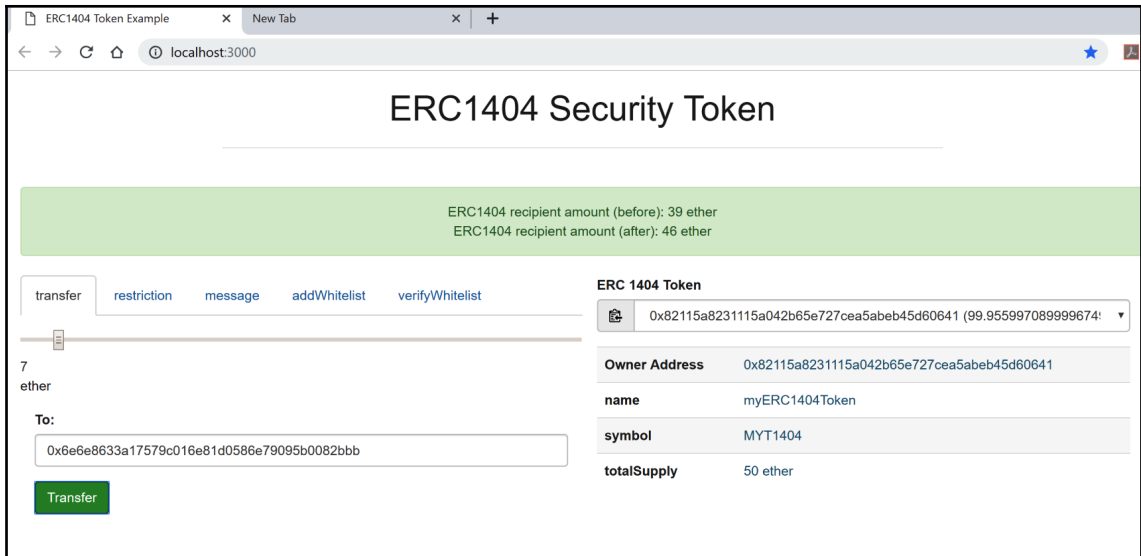 ERC1404 Token Example
New Tab
localhost:3000
ERC1404 Security Token
ERC1404 recipient amount (before): 39 ether
ERC1404 recipient amount (after): 46 ether
transfer restriction message addWhitelist verifyWhitelist
7
ether
To:
0x6e6e8633a17579c016e81d0586e79095b0082bbb
Transfer
ERC 1404 Token
0x82115a8231115a042b65e727cea5abeb45d60641 (99.955997089999674
Owner Address 0x82115a8231115a042b65e727cea5abeb45d60641
name myERC1404Token
symbol MYT1404
totalSupply 50 ether